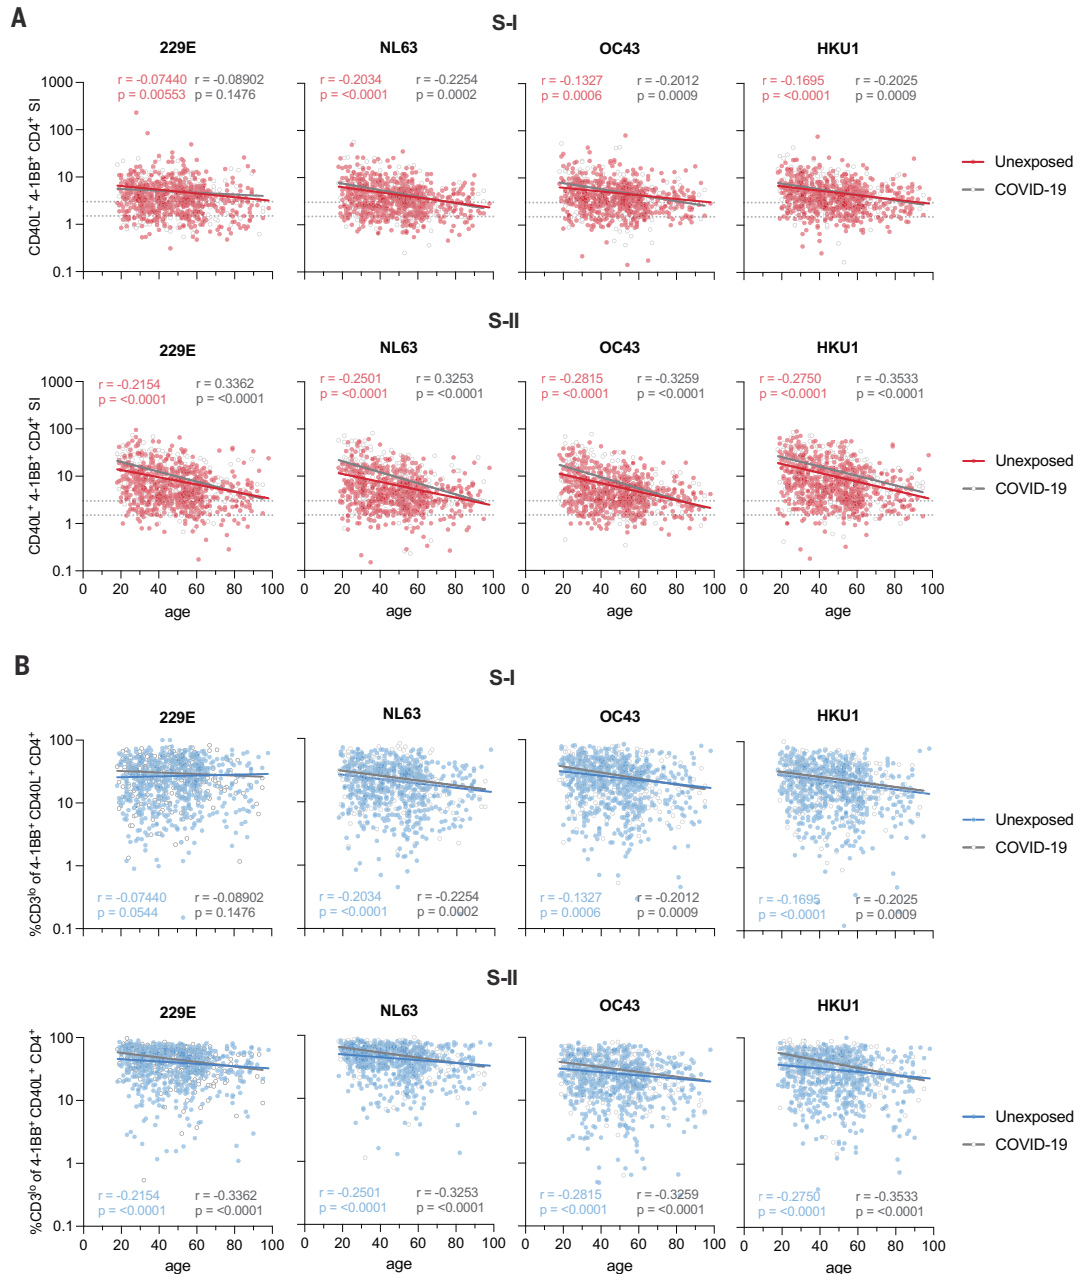 A
S-I
229E
NL63
OC43
HKU1
r = -0.07440 r = -0.08902
p = 0.00553 p = 0.1476
r = -0.2034 r = -0.2254
p = <0.0001 p = 0.0002
r = -0.1327 r = -0.2012
p = 0.0006 p = 0.0009
r = -0.1695 r = -0.2025
p = <0.0001 p = 0.0009
CD40L⁺ 4-1BB⁺ CD4⁺ SI
1000
100
10
1
0.1
Unexposed
COVID-19
S-II
229E
NL63
OC43
HKU1
r = -0.2154 r = 0.3362
p = <0.0001 p = <0.0001
r = -0.2501 r = 0.3253
p = <0.0001 p = <0.0001
r = -0.2815 r = -0.3259
p = <0.0001 p = <0.0001
r = -0.2750 r = -0.3533
p = <0.0001 p = <0.0001
CD40L⁺ 4-1BB⁺ CD4⁺ SI
1000
100
10
1
0.1
0 20 40 60 80 100
0 20 40 60 80 100
0 20 40 60 80 100
0 20 40 60 80 100
age
age
age
age
Unexposed
COVID-19
B
S-I
229E
NL63
OC43
HKU1
%CD3ˡᵒ of 4-1BB⁺ CD40L⁺ CD4⁺
100
10
1
0.1
r = -0.07440 r = -0.08902
p = 0.0544 p = 0.1476
r = -0.2034 r = -0.2254
p = <0.0001 p = 0.0002
r = -0.1327 r = -0.2012
p = 0.0006 p = 0.0009
r = -0.1695 r = -0.2025
p = <0.0001 p = 0.0009
Unexposed
COVID-19
S-II
229E
NL63
OC43
HKU1
%CD3ˡᵒ of 4-1BB⁺ CD40L⁺ CD4⁺
100
10
1
0.1
r = -0.2154 r = -0.3362
p = <0.0001 p = <0.0001
r = -0.2501 r = -0.3253
p = <0.0001 p = <0.0001
r = -0.2815 r = -0.3259
p = <0.0001 p = <0.0001
r = -0.2750 r = -0.3533
p = <0.0001 p = <0.0001
0 20 40 60 80 100
0 20 40 60 80 100
0 20 40 60 80 100
0 20 40 60 80 100
age
age
age
age
Unexposed
COVID-19